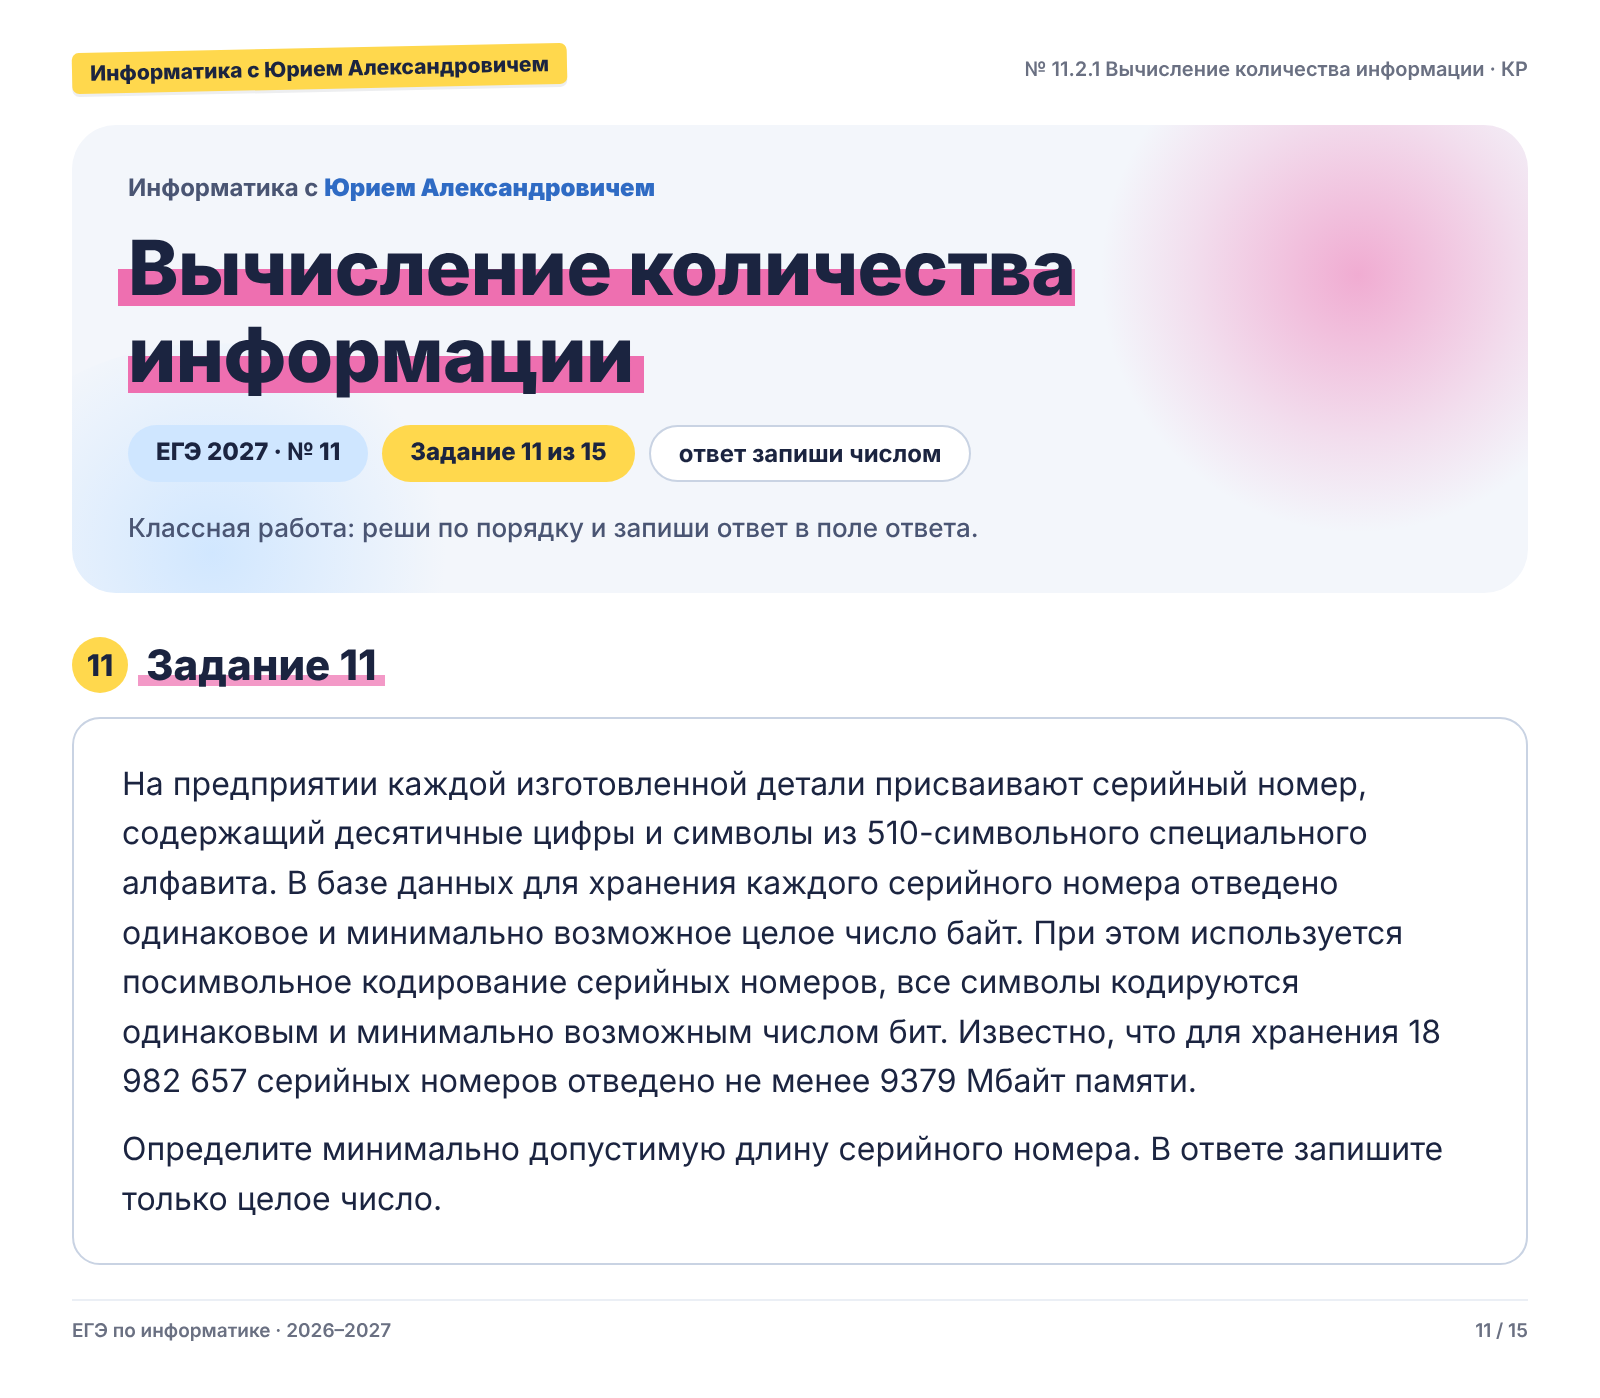 Информатика с Юрием Александровичем
№ 11.2.1 Вычисление количества информации · КР
Информатика с Юрием Александровичем
Вычисление количества
информации
ЕГЭ 2027 · № 11
Задание 11 из 15
ответ запиши числом
Классная работа: реши по порядку и запиши ответ в поле ответа.
11 Задание 11
На предприятии каждой изготовленной детали присваивают серийный номер,
содержащий десятичные цифры и символы из 510-символьного специального
алфавита. В базе данных для хранения каждого серийного номера отведено
одинаковое и минимально возможное целое число байт. При этом используется
посимвольное кодирование серийных номеров, все символы кодируются
одинаковым и минимально возможным числом бит. Известно, что для хранения 18
982 657 серийных номеров отведено не менее 9379 Мбайт памяти.
Определите минимально допустимую длину серийного номера. В ответе запишите
только целое число.
ЕГЭ по информатике · 2026–2027
11 / 15